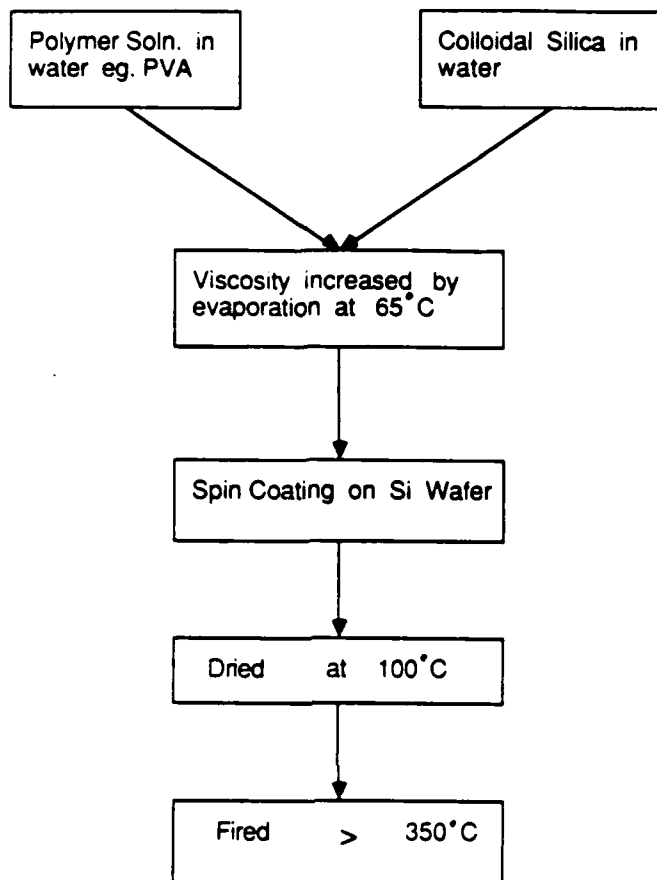 Polymer Soln. in
water eg. PVA
Colloidal Silica in
water
Viscosity increased by
evaporation at 65°C
Spin Coating on Si Wafer
Dried at 100°C
Fired > 350°C